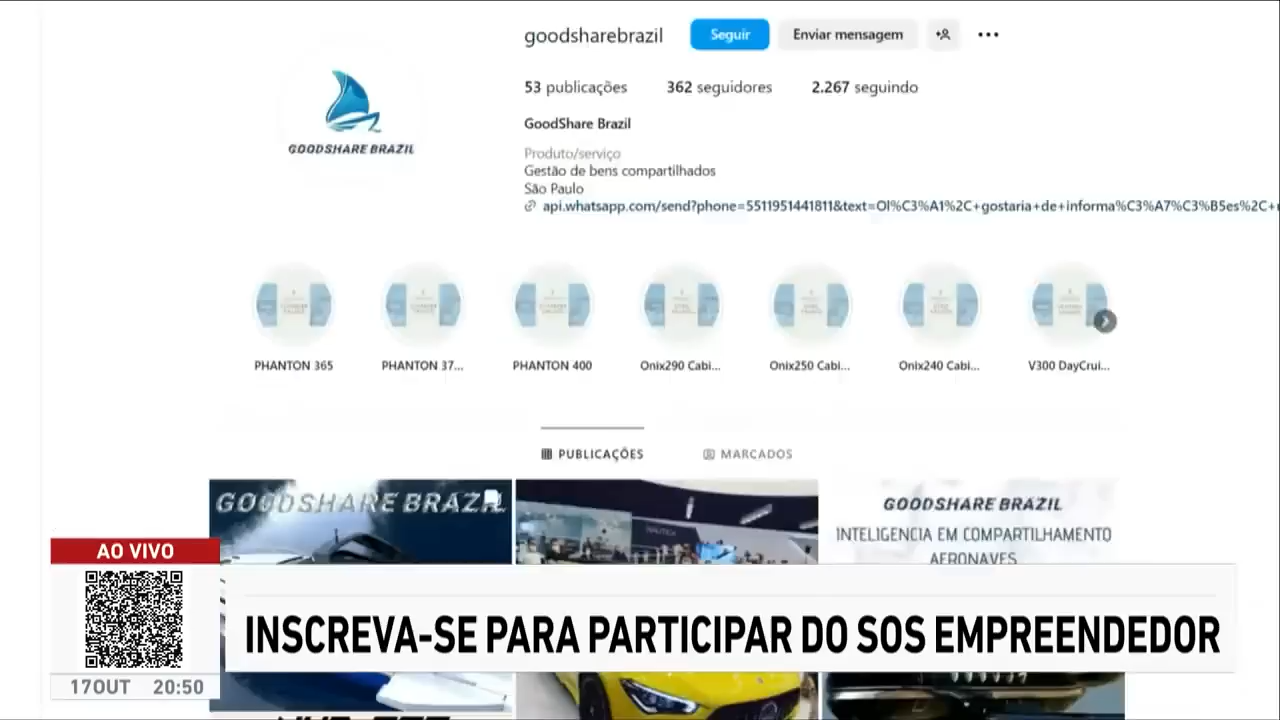 goodsharebrazil
Seguir
Enviar mensagem
53 publicações
362 seguidores
2.267 seguindo
GoodShare Brazil
Produto/serviço
Gestão de bens compartilhados
São Paulo
api.whatsapp.com/send?phone=5511951441811&text=Ol%C3%A1%2C+gostaria+de+informa%C3%A7%C3%B5es%2C+
GOODSHARE BRAZIL
PHANTON 365
PHANTON 37...
PHANTON 400
Onix290 Cabi...
Onix250 Cabi...
Onix240 Cabi...
V300 DayCrui...
PUBLICAÇÕES
MARCADOS
GOODSHARE BRAZIL
GOODSHARE BRAZIL
INTELIGENCIA EM COMPARTILHAMENTO
AERONAVES
AO VIVO
INSCREVA-SE PARA PARTICIPAR DO SOS EMPREENDEDOR
17OUT 20:50